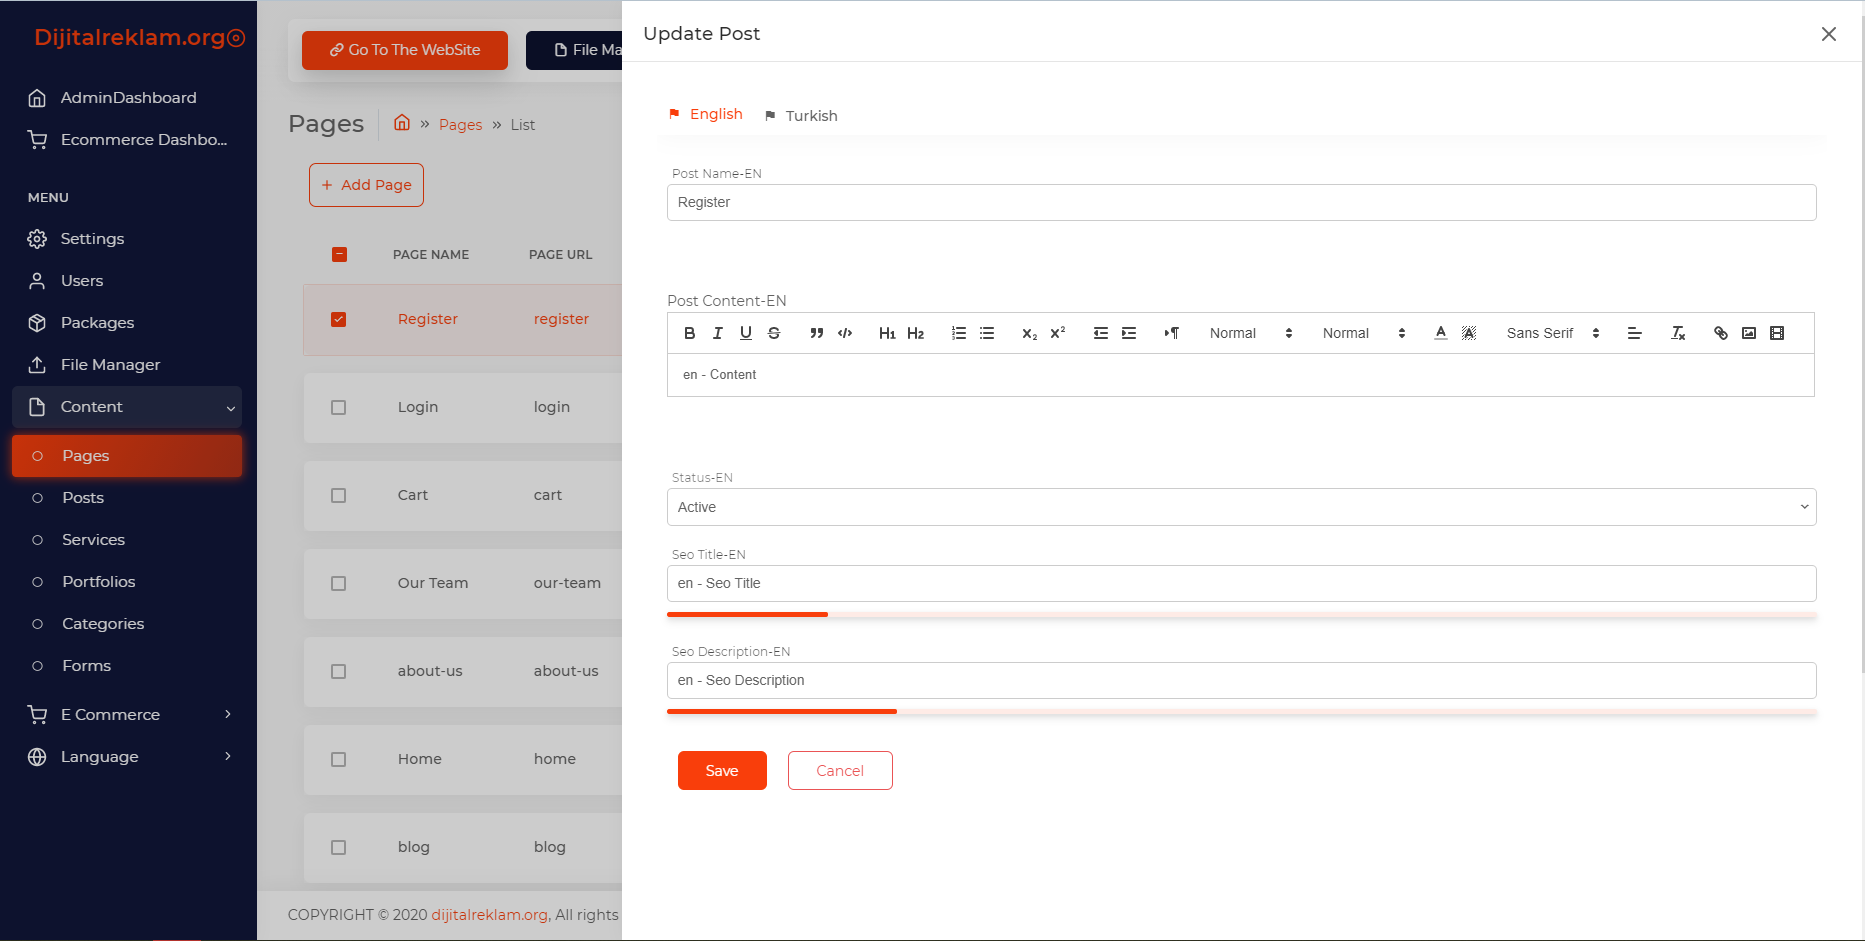 Dijitalreklam.org
AdminDashboard
Ecommerce Dashbo...
MENU
Settings
Users
Packages
File Manager
Content
Pages
Posts
Services
Portfolios
Categories
Forms
E Commerce
Language
Go To The WebSite
File Ma
Pages
» Pages » List
+ Add Page
PAGE NAME PAGE URL
Register register
Login login
Cart cart
Our Team our-team
about-us about-us
Home home
blog blog
COPYRIGHT © 2020 dijitalreklam.org, All rights
Update Post
English Turkish
Post Name-EN
Register
Post Content-EN
B I U S H1 H2 X2 X2 Normal Normal A A Sans Serif Tx
en - Content
Status-EN
Active
Seo Title-EN
en - Seo Title
Seo Description-EN
en - Seo Description
Save Cancel